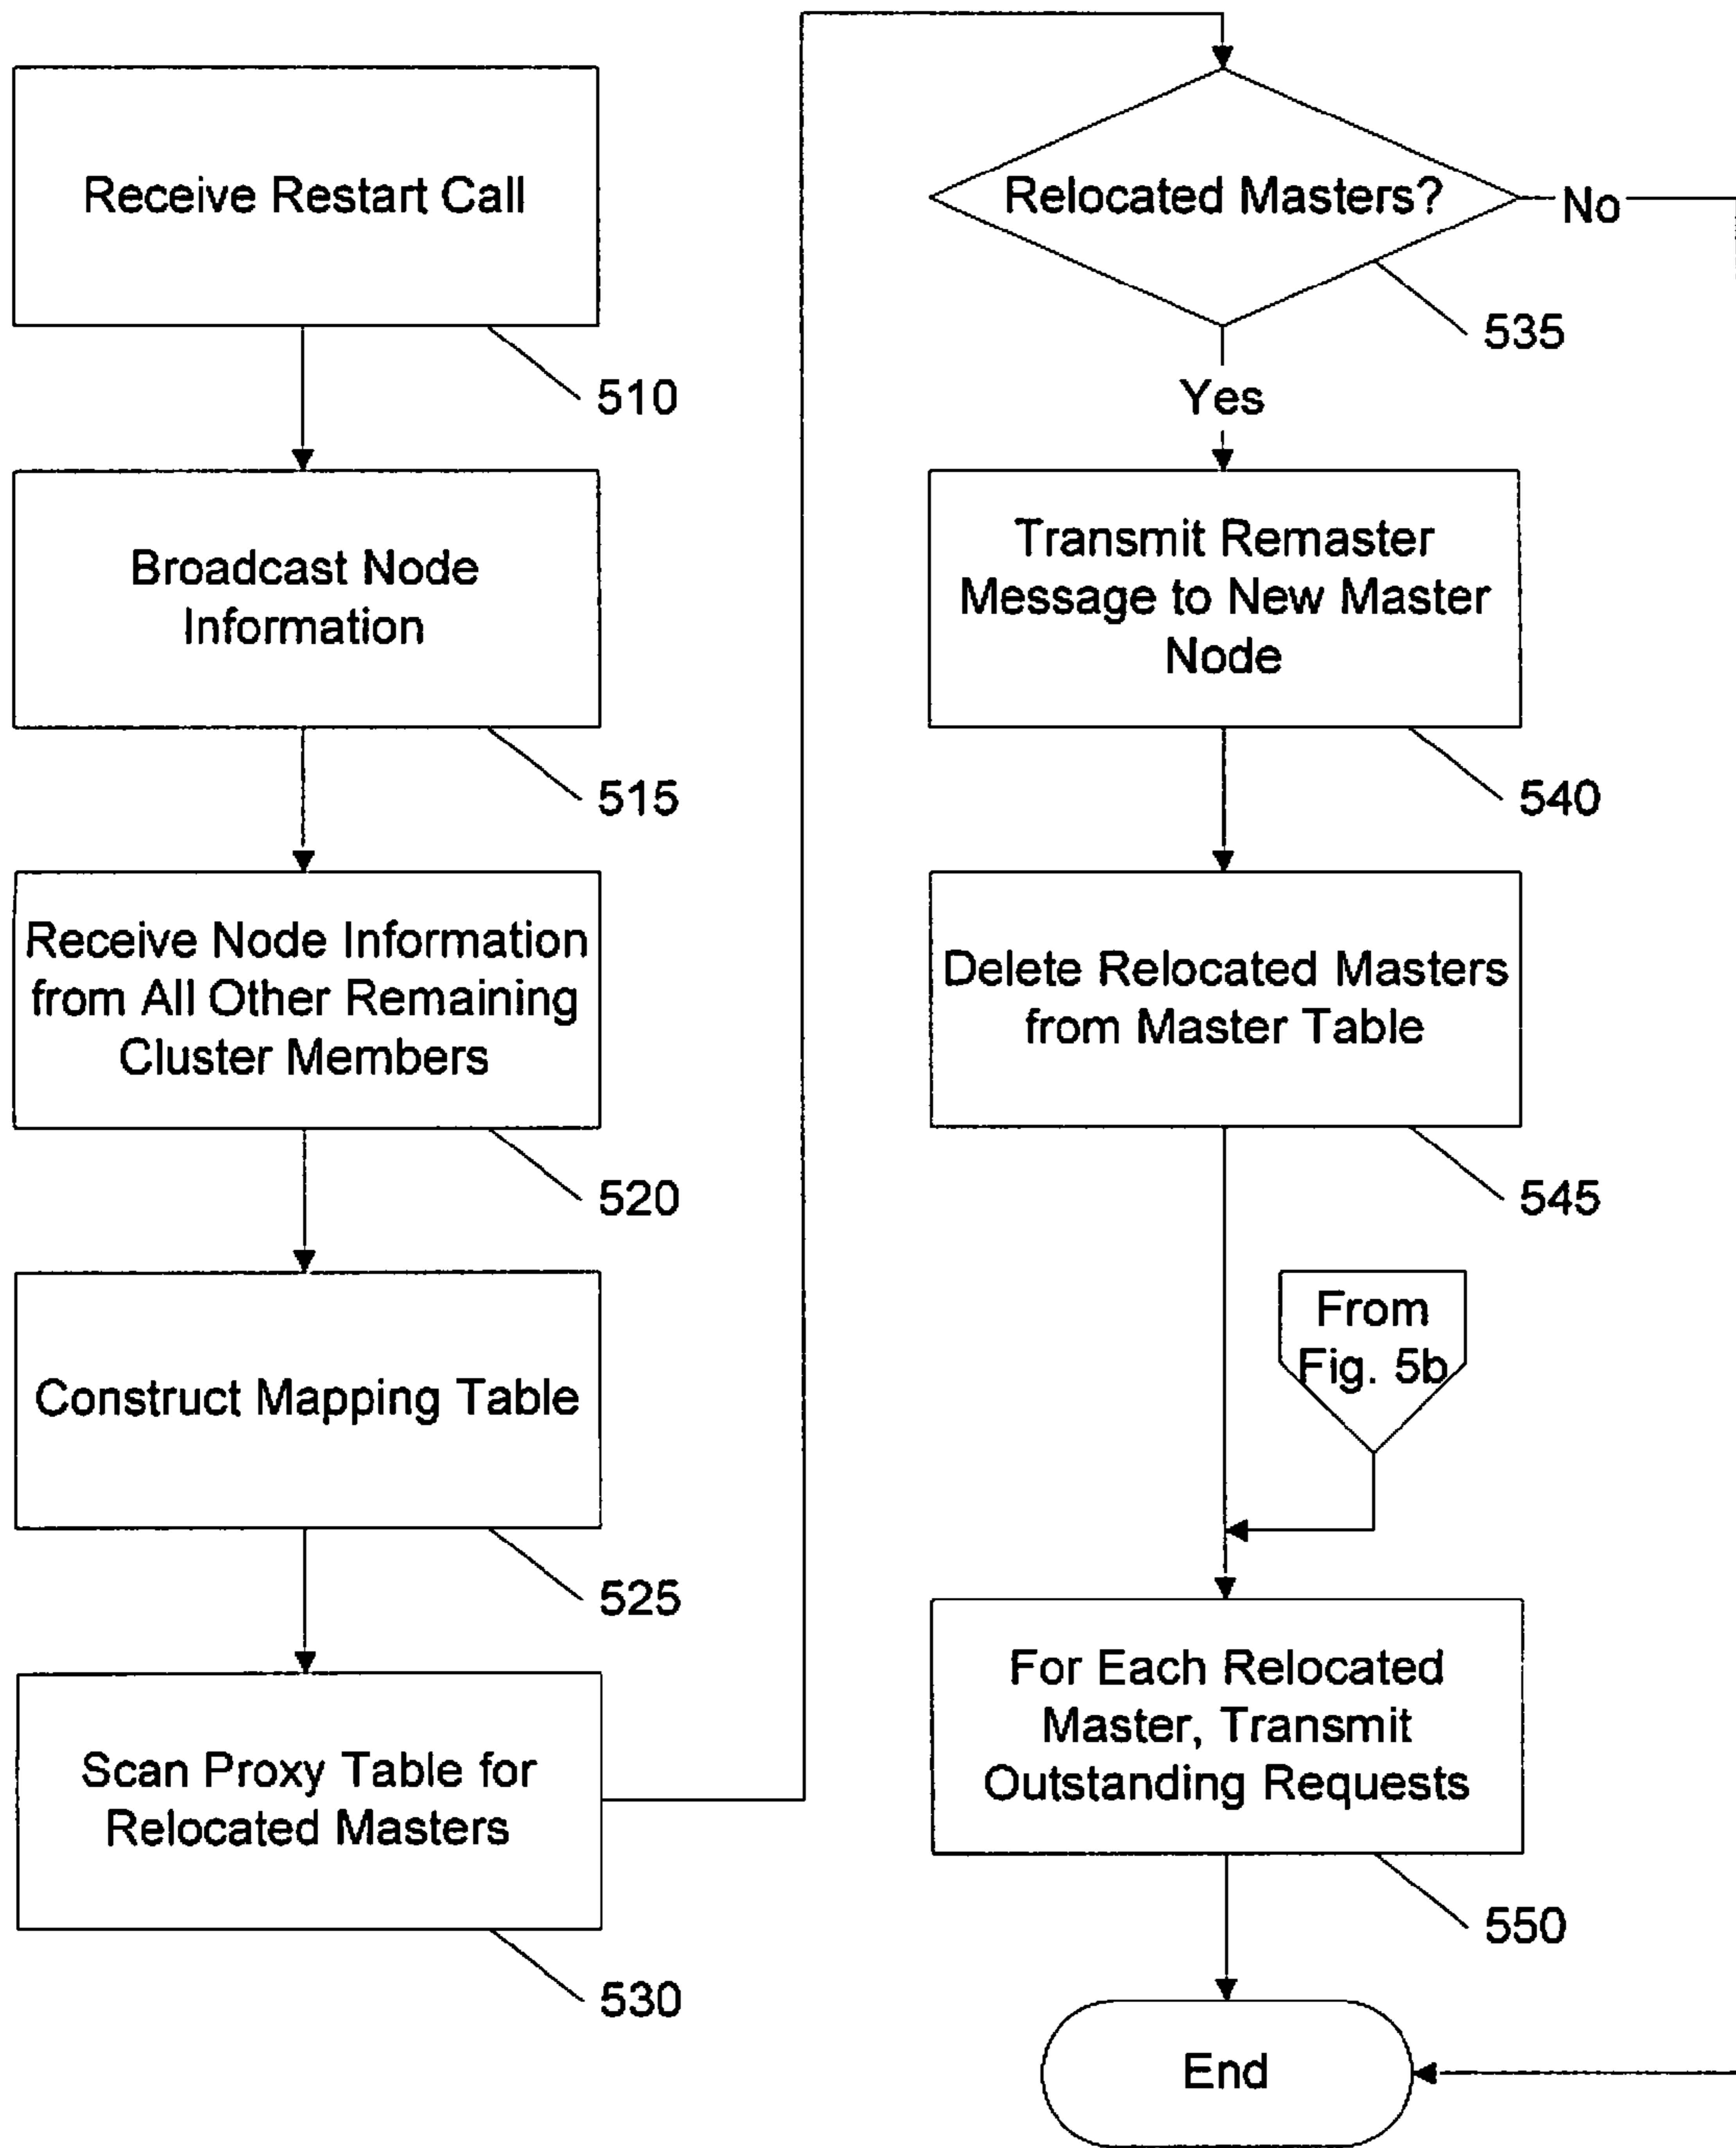 Receive Restart Call
510
Broadcast Node
Information
515
Receive Node Information
from All Other Remaining
Cluster Members
520
Construct Mapping Table
525
Scan Proxy Table for
Relocated Masters
530
Relocated Masters?
No
535
Yes
Transmit Remaster
Message to New Master
Node
540
Delete Relocated Masters
from Master Table
545
From
Fig. 5b
For Each Relocated
Master, Transmit
Outstanding Requests
550
End